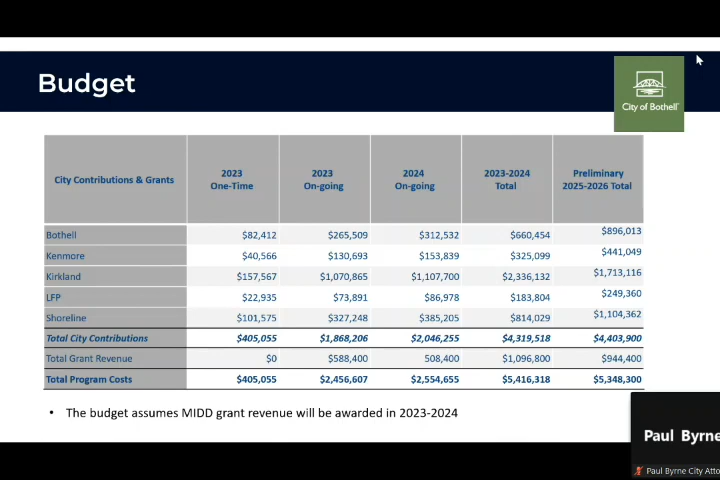 Budget
City of Bothell
City Contributions & Grants 2023 One-Time 2023 On-going 2024 On-going 2023-2024 Total Preliminary 2025-2026 Total
Bothell $82,412 $265,509 $312,532 $660,454 $896,013
Kenmore $40,566 $130,693 $153,839 $325,099 $441,049
Kirkland $157,567 $1,070,865 $1,107,700 $2,336,132 $1,713,116
LFP $22,935 $73,891 $86,978 $183,804 $249,360
Shoreline $101,575 $327,248 $385,205 $814,029 $1,104,362
Total City Contributions $405,055 $1,868,206 $2,046,255 $4,319,518 $4,403,900
Total Grant Revenue $0 $588,400 508,400 $1,096,800 $944,400
Total Program Costs $405,055 $2,456,607 $2,554,655 $5,416,318 $5,348,300
• The budget assumes MIDD grant revenue will be awarded in 2023-2024
Paul Byrne
Paul Byrne City Atto